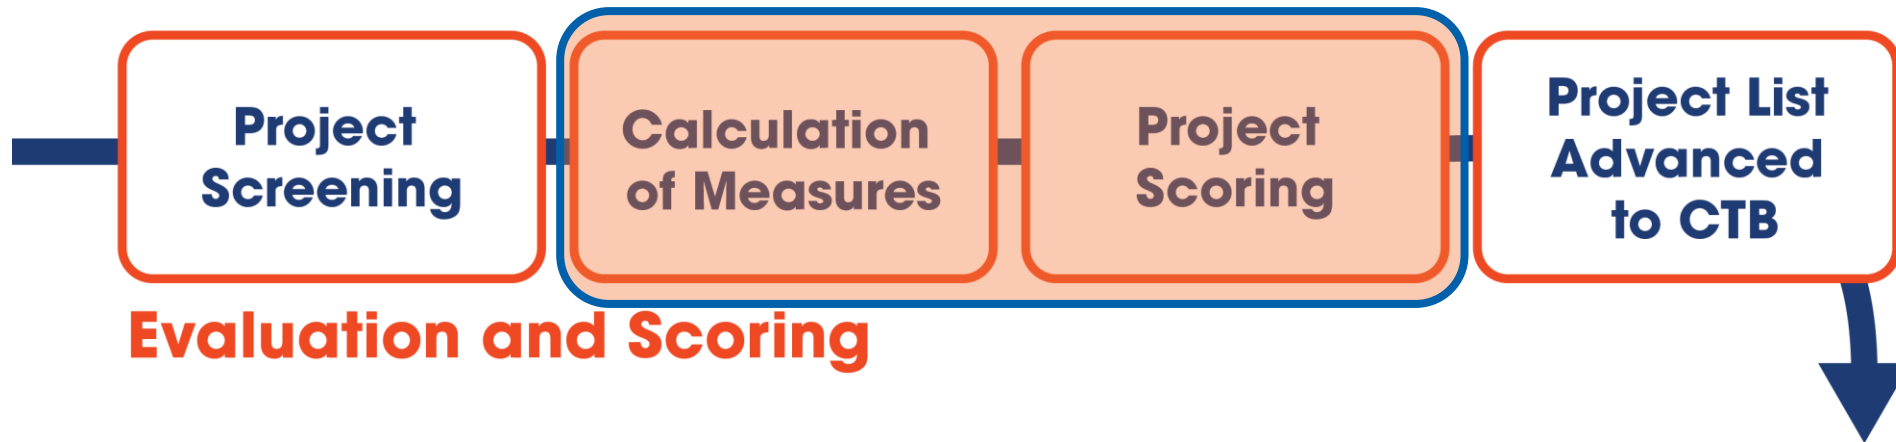 Project
Screening
Calculation
of Measures
Project
Scoring
Project List
Advanced
to CTB
Evaluation and Scoring